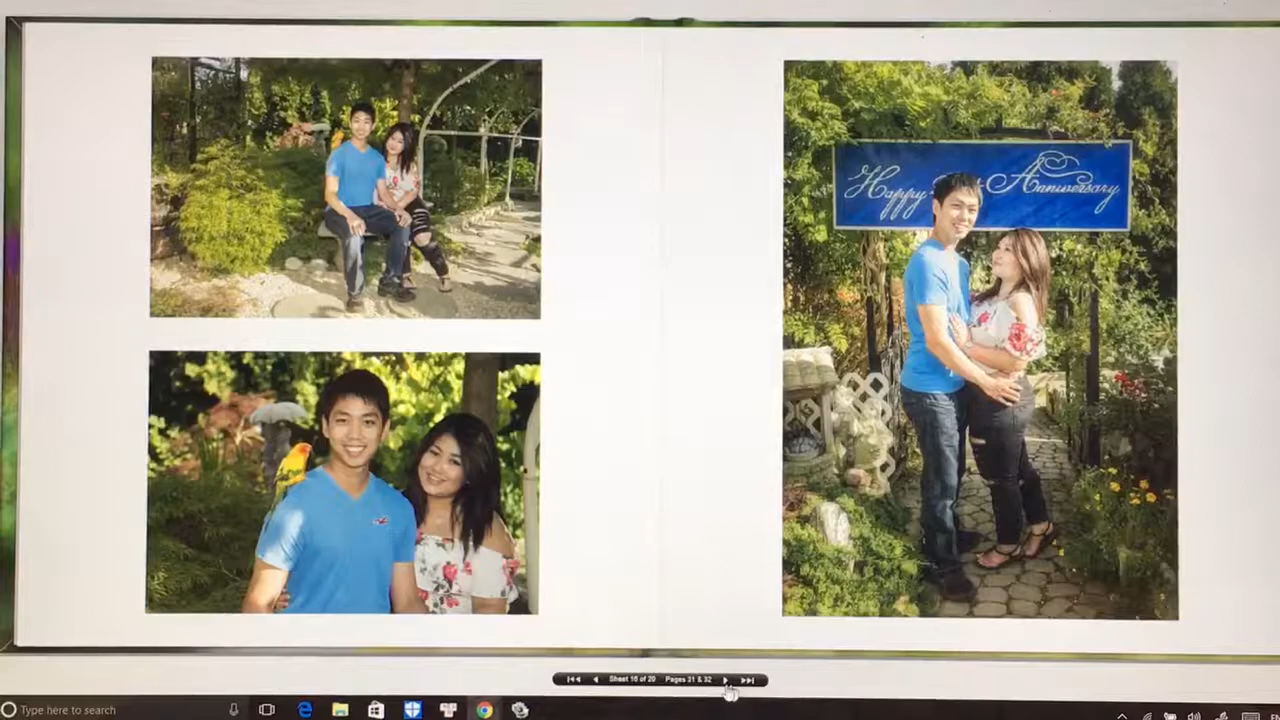 Happy
Anniversary
Sheet 16 of 20 Pages 31 & 32
Type here to search